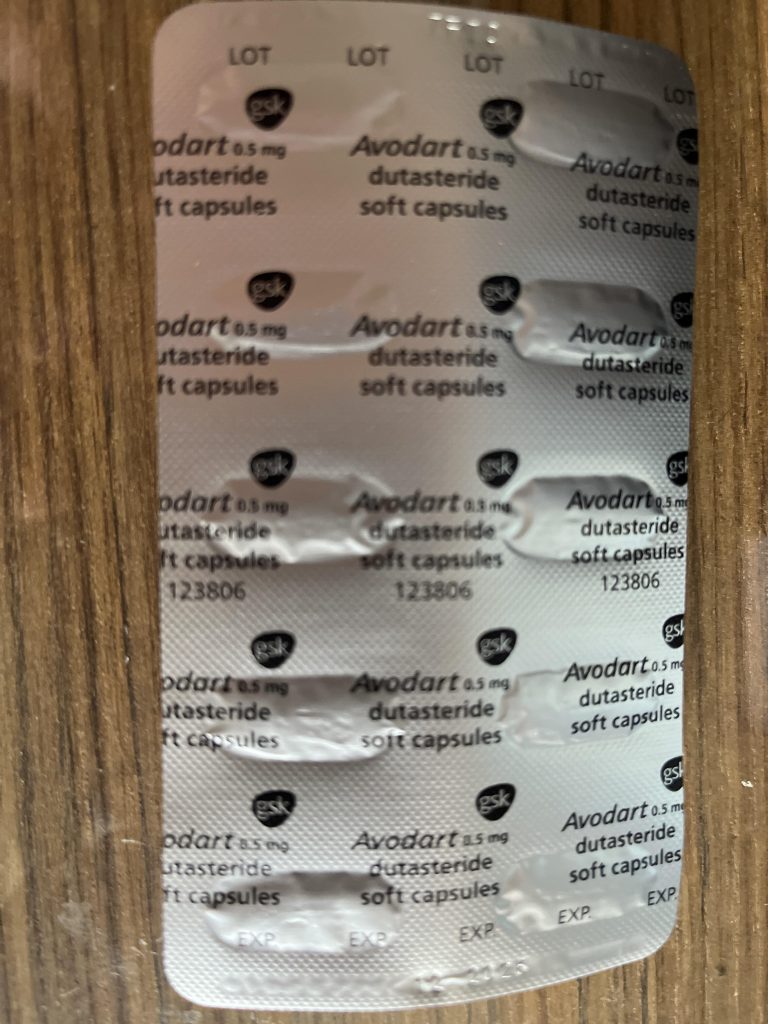 LOT LOT LOT LOT LOT
gsk gsk gsk
odart 0.5 mg Avodart 0.5 mg Avodart 0.5 m
utasteride dutasteride dutasteride
ft capsules soft capsules soft capsules
gsk gsk gsk
odart 0.5 mg Avodart 0.5 mg Avodart 0.5 m
utasteride dutasteride dutasteride
ft capsules soft capsules soft capsules
gsk gsk gsk
odart 0.5 mg Avodart 0.5 mg Avodart 0.5 m
utasteride dutasteride dutasteride
ft capsules soft capsules soft capsules
123806 123806 123806
gsk gsk gsk
odart 0.5 mg Avodart 0.5 mg Avodart 0.5 m
utasteride dutasteride dutasteride
ft capsules soft capsules soft capsules
gsk gsk gsk
odart 0.5 mg Avodart 0.5 mg Avodart 0.5 m
utasteride dutasteride dutasteride
ft capsules soft capsules soft capsules
EXP. EXP. EXP. EXP. EXP.